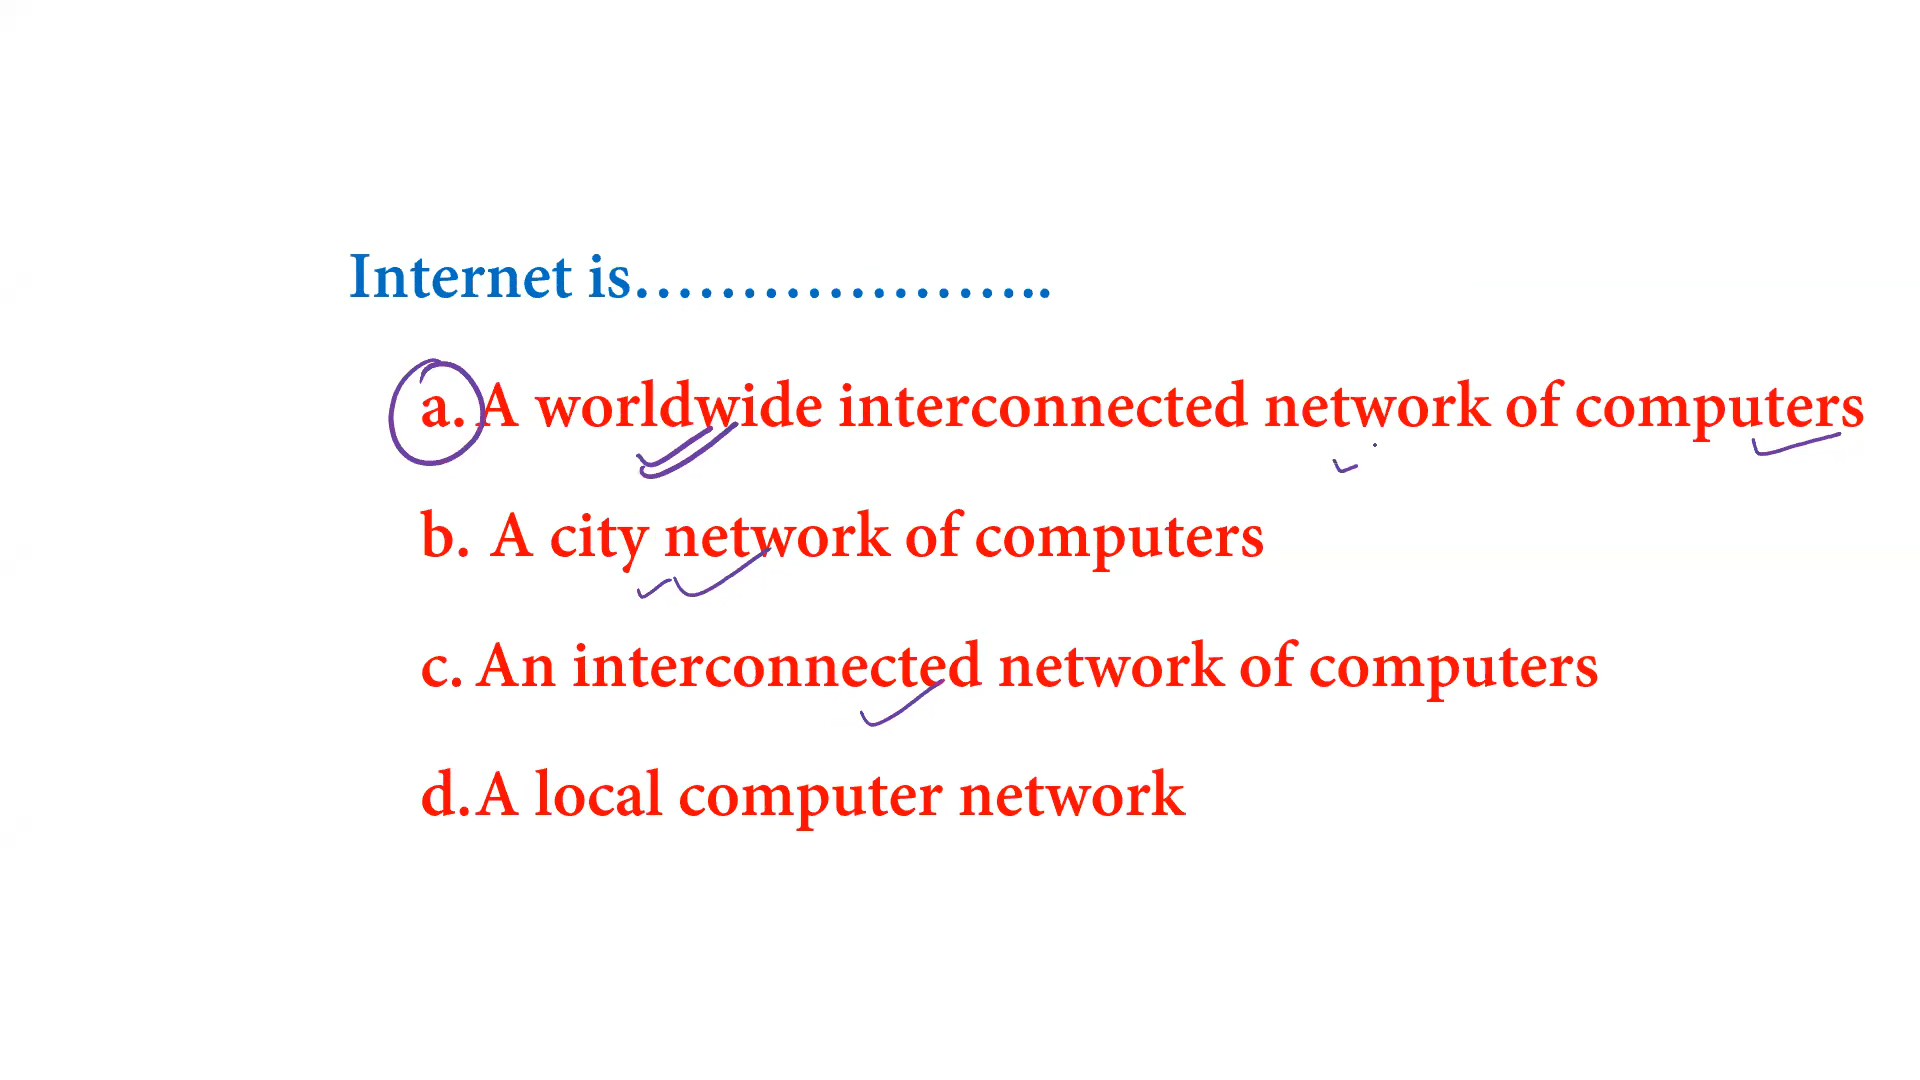 Internet is………………..
a. A worldwide interconnected network of computers
b. A city network of computers
c. An interconnected network of computers
d. A local computer network